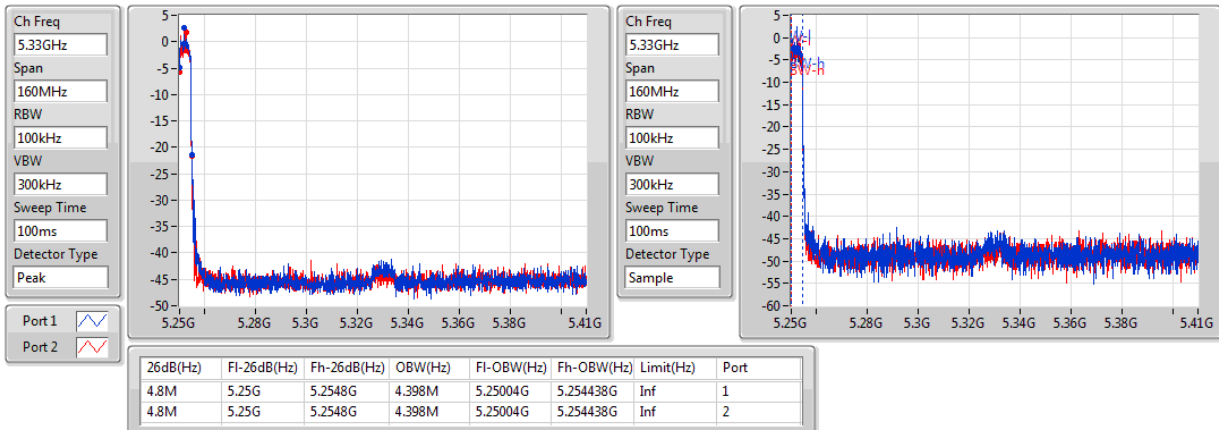 Ch Freq
5.33GHz
Span
160MHz
RBW
100kHz
VBW
300kHz
Sweep Time
100ms
Detector Type
Peak
Port 1
Port 2
5
0
-5
-10
-15
-20
-25
-30
-35
-40
-45
-50
5.25G 5.28G 5.3G 5.32G 5.34G 5.36G 5.38G 5.41G
Ch Freq
5.33GHz
Span
160MHz
RBW
100kHz
VBW
300kHz
Sweep Time
100ms
Detector Type
Sample
5
0
-5
-10
-15
-20
-25
-30
-35
-40
-45
-50
-55
-60
5.25G 5.28G 5.3G 5.32G 5.34G 5.36G 5.38G 5.41G
26dB(Hz) Fl-26dB(Hz) Fh-26dB(Hz) OBW(Hz) Fl-OBW(Hz) Fh-OBW(Hz) Limit(Hz) Port
4.8M 5.25G 5.2548G 4.398M 5.25004G 5.254438G Inf 1
4.8M 5.25G 5.2548G 4.398M 5.25004G 5.254438G Inf 2